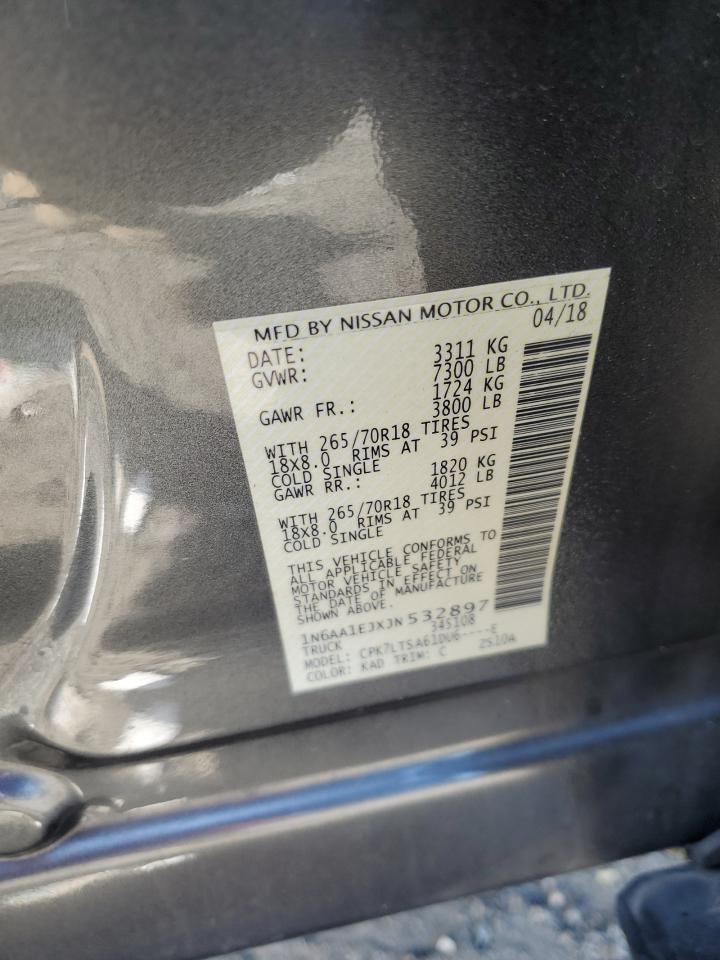 MFD BY NISSAN MOTOR CO., LTD.
DATE: 04/18
GVWR: 3311 KG
7300 LB
GAWR FR.: 1724 KG
3800 LB
WITH 265/70R18 TIRES
18X8.0 RIMS AT 39 PSI
COLD SINGLE
GAWR RR.: 1820 KG
4012 LB
WITH 265/70R18 TIRES
18X8.0 RIMS AT 39 PSI
COLD SINGLE
THIS VEHICLE CONFORMS TO
ALL APPLICABLE FEDERAL
MOTOR VEHICLE SAFETY
STANDARDS IN EFFECT ON
THE DATE OF MANUFACTURE
SHOWN ABOVE.
1N6AA1EJXJN532897
TRUCK 345108
MODEL: CPK7LTSA61DU6----E
COLOR: KAD TRIM: C 2S10A